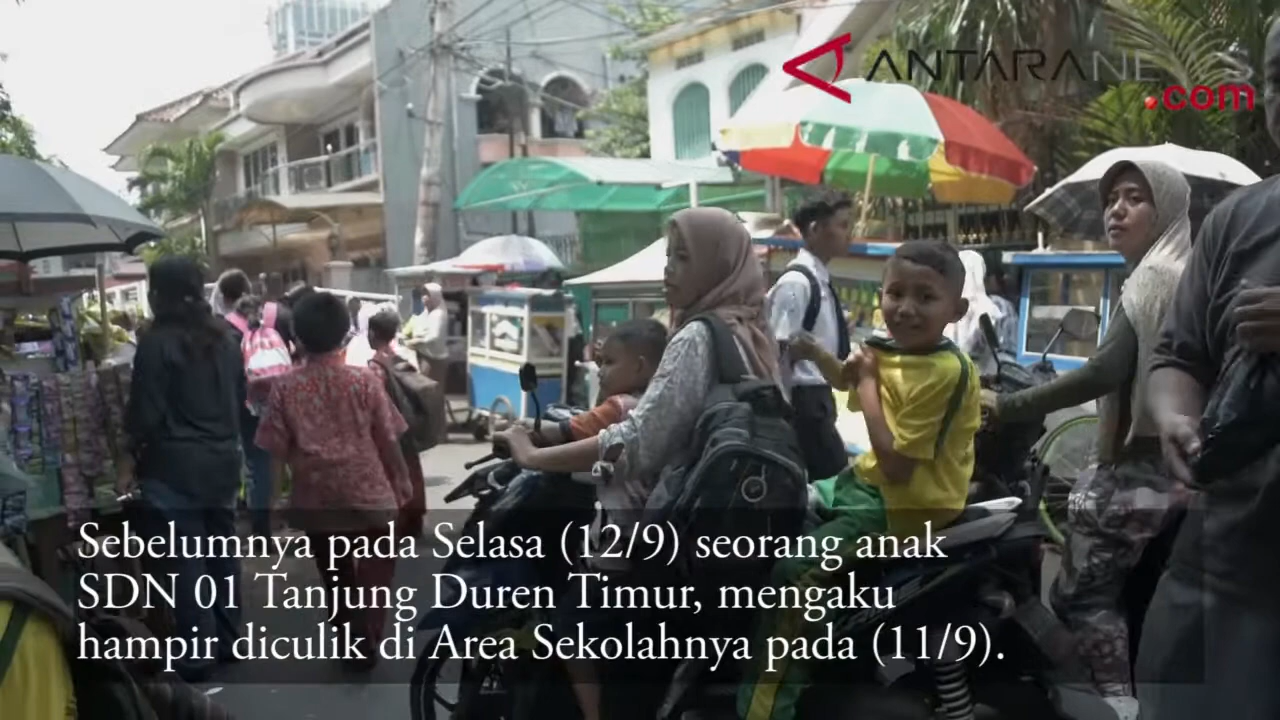 ANTARANEWS
.com
Sebelumnya pada Selasa (12/9) seorang anak
SDN 01 Tanjung Duren Timur, mengaku
hampir diculik di Area Sekolahnya pada (11/9).